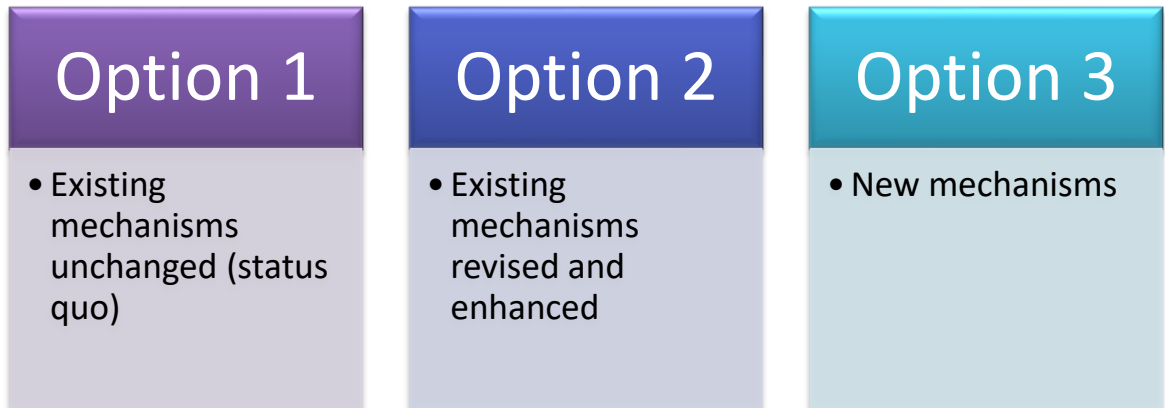 Option 1
• Existing
mechanisms
unchanged (status
quo)
Option 2
• Existing
mechanisms
revised and
enhanced
Option 3
• New mechanisms